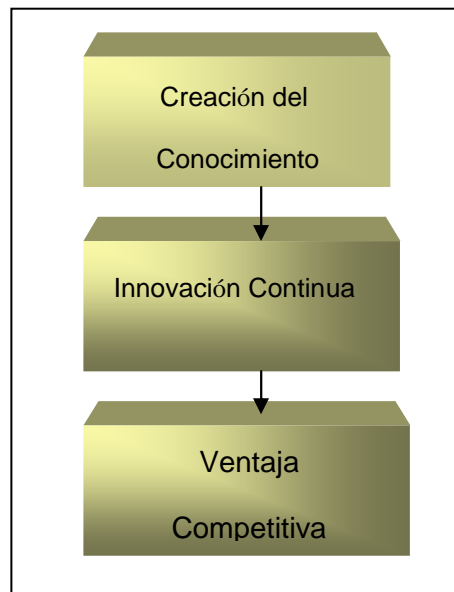 Creación del
Conocimiento
Innovación Continua
Ventaja
Competitiva